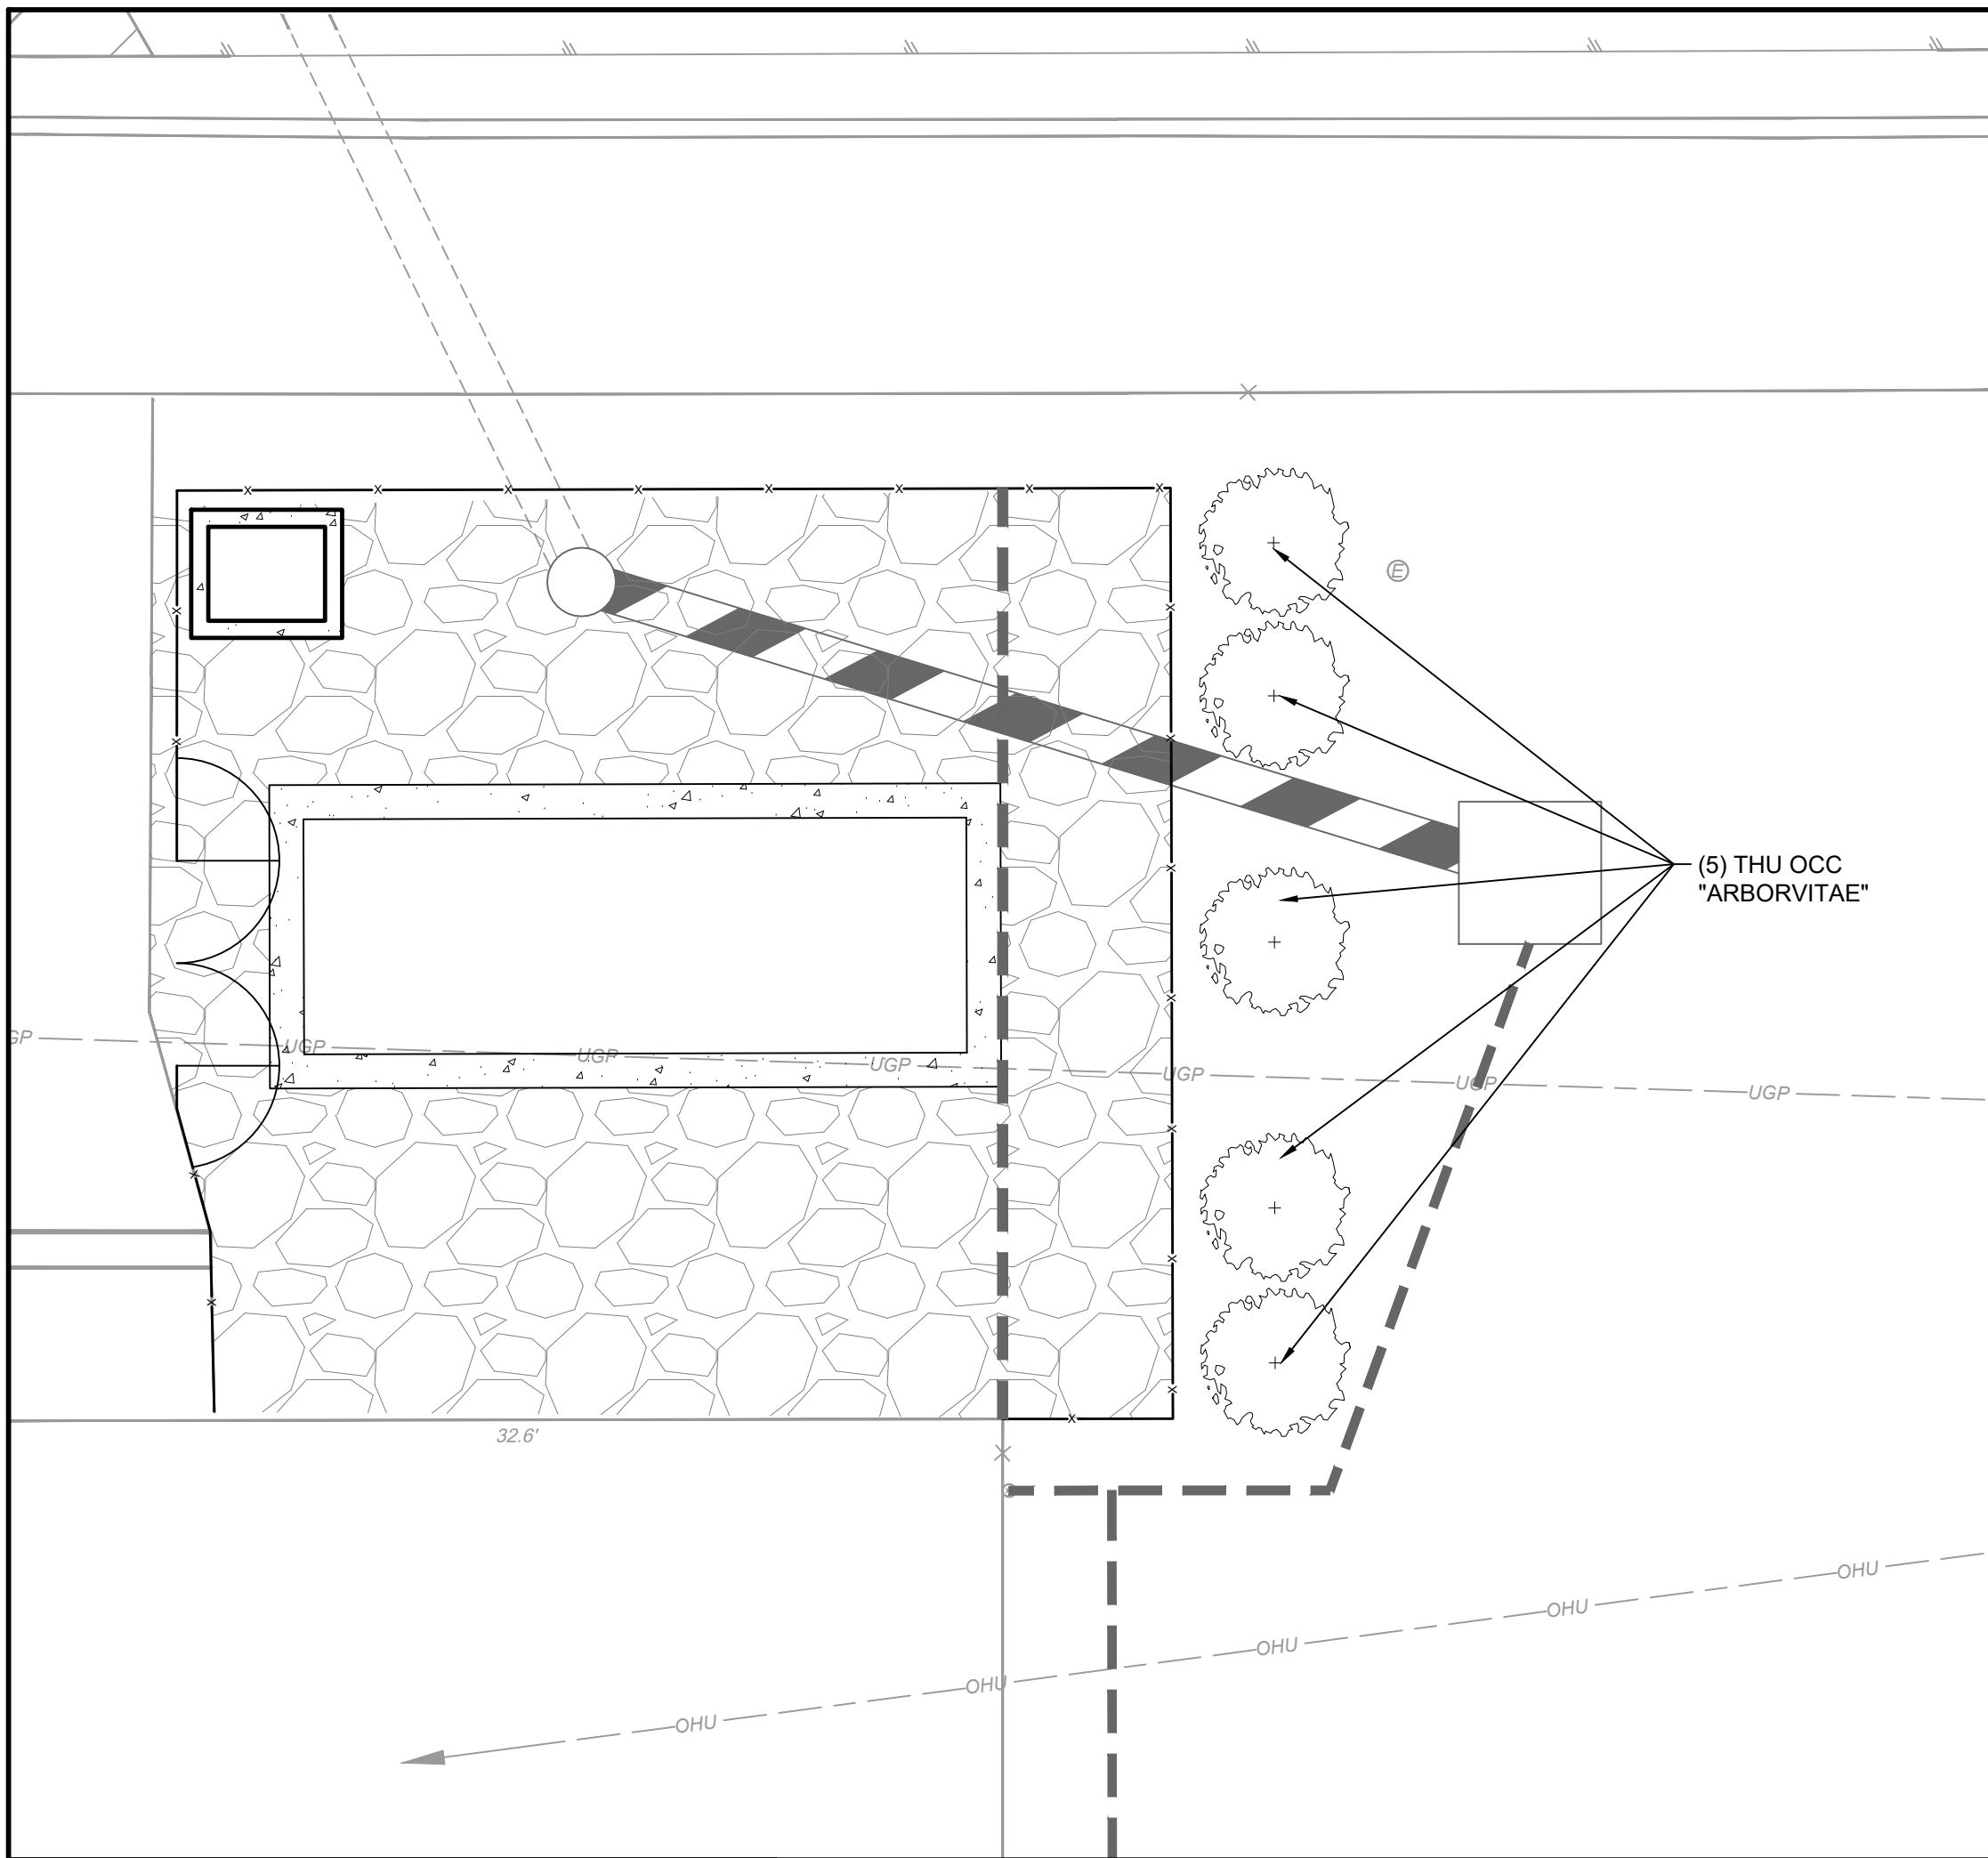 E
(5) THU OCC
"ARBORVITAE"
GP
UGP
UGP
UGP
UGP
UGP
UGP
32.6'
OHU
OHU
OHU
OHU
OHU